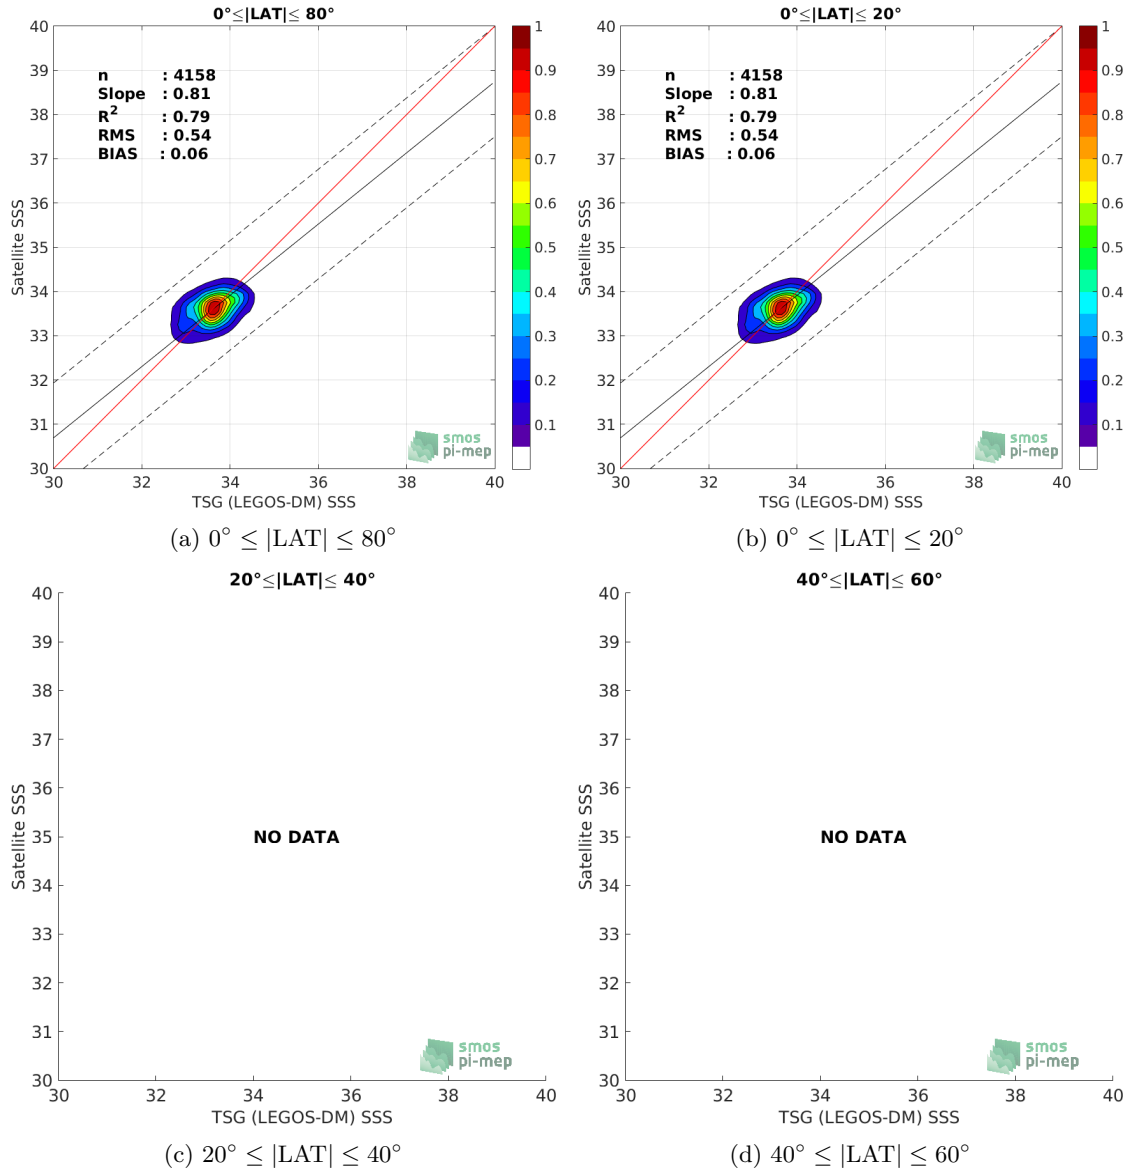 0°≤|LAT|≤ 80°
40
39
38
37
36
35
34
33
32
31
30
Satellite SSS
n : 4158
Slope : 0.81
R² : 0.79
RMS : 0.54
BIAS : 0.06
smos
pi-mep
30
32
34
36
38
40
TSG (LEGOS-DM) SSS
1
0.9
0.8
0.7
0.6
0.5
0.4
0.3
0.2
0.1
(a) 0° ≤ |LAT| ≤ 80°
0°≤|LAT|≤ 20°
40
39
38
37
36
35
34
33
32
31
30
Satellite SSS
n : 4158
Slope : 0.81
R² : 0.79
RMS : 0.54
BIAS : 0.06
smos
pi-mep
30
32
34
36
38
40
TSG (LEGOS-DM) SSS
1
0.9
0.8
0.7
0.6
0.5
0.4
0.3
0.2
0.1
(b) 0° ≤ |LAT| ≤ 20°
20°≤|LAT|≤ 40°
40
39
38
37
36
35
34
33
32
31
30
Satellite SSS
NO DATA
smos
pi-mep
30
32
34
36
38
40
TSG (LEGOS-DM) SSS
(c) 20° ≤ |LAT| ≤ 40°
40°≤|LAT|≤ 60°
40
39
38
37
36
35
34
33
32
31
30
Satellite SSS
NO DATA
smos
pi-mep
30
32
34
36
38
40
TSG (LEGOS-DM) SSS
(d) 40° ≤ |LAT| ≤ 60°